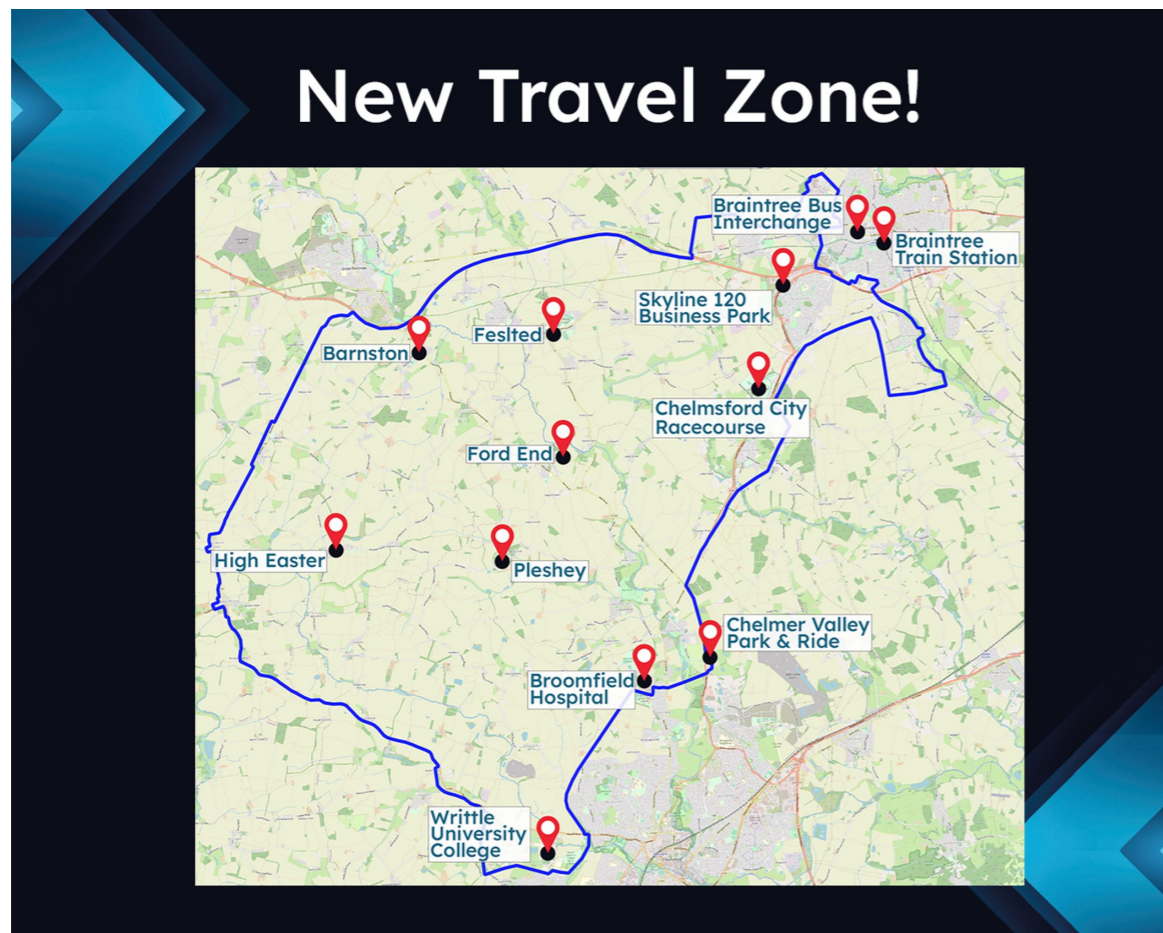 New Travel Zone!
Braintree Bus
Interchange
Braintree
Train Station
Skyline 120
Business Park
Feslted
Barnston
Chelmsford City
Racecourse
Ford End
High Easter
Pleshey
Chelmer Valley
Park & Ride
Broomfield
Hospital
Writtle
University
College